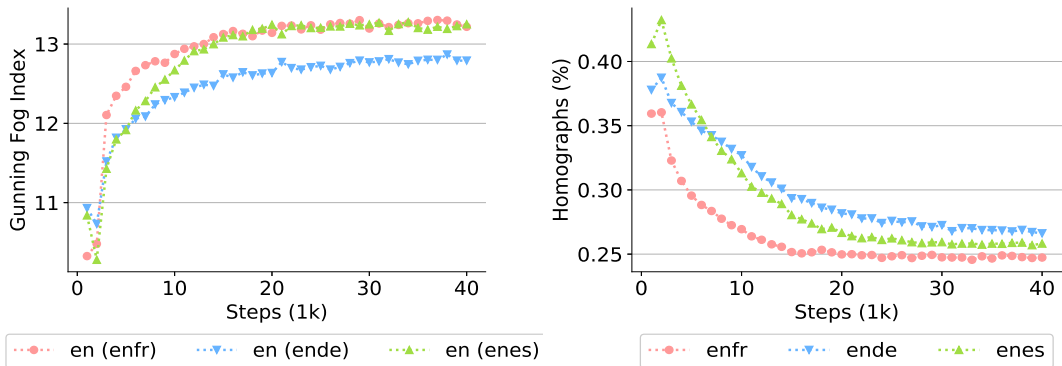 13
12
11
Gunning Fog Index
0 10 20 30 40
Steps (1k)
en (enfr) en (ende) en (enes)
0.40
0.35
0.30
0.25
Homographs (%)
0 10 20 30 40
Steps (1k)
enfr ende enes